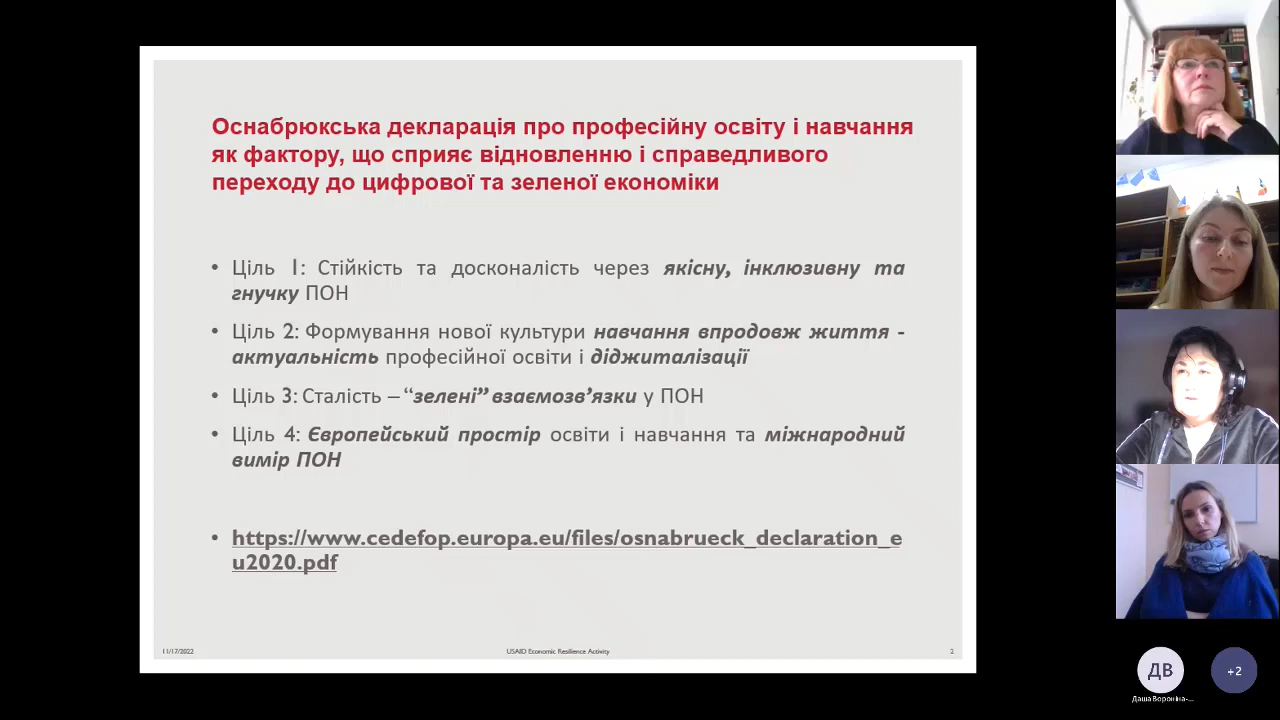 Оснабрюкська декларація про професійну освіту і навчання
як фактору, що сприяє відновленню і справедливого
переходу до цифрової та зеленої економіки
• Ціль 1: Стійкість та досконалість через якісну, інклюзивну та
гнучку ПОН
• Ціль 2: Формування нової культури навчання впродовж життя -
актуальність професійної освіти і діджиталізації
• Ціль 3: Сталість – “зелені” взаємозв’язки у ПОН
• Ціль 4: Європейський простір освіти і навчання та міжнародний
вимір ПОН
• https://www.cedefop.europa.eu/files/osnabrueck_declaration_e
u2020.pdf
11/17/2022
USAID Economic Resilience Activity
2
ДВ
+2
Даша Вороніна-...